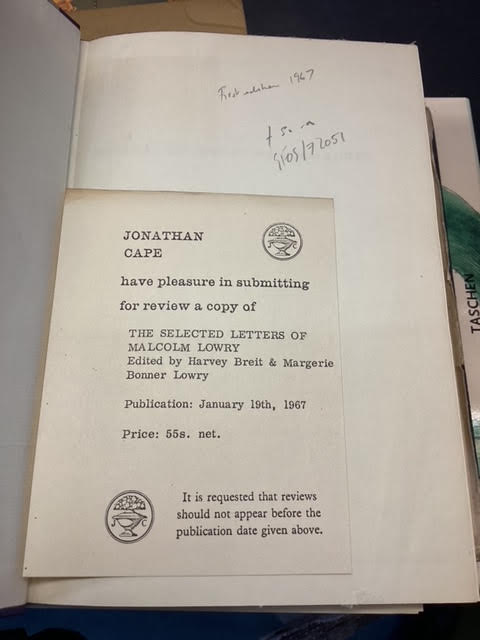 First edition 1967
£ 50.00
JONATHAN
CAPE
have pleasure in submitting
for review a copy of
THE SELECTED LETTERS OF
MALCOLM LOWRY
Edited by Harvey Breit & Margerie
Bonner Lowry
Publication: January 19th, 1967
Price: 55s. net.
J C
It is requested that reviews
should not appear before the
publication date given above.
TASCHEN